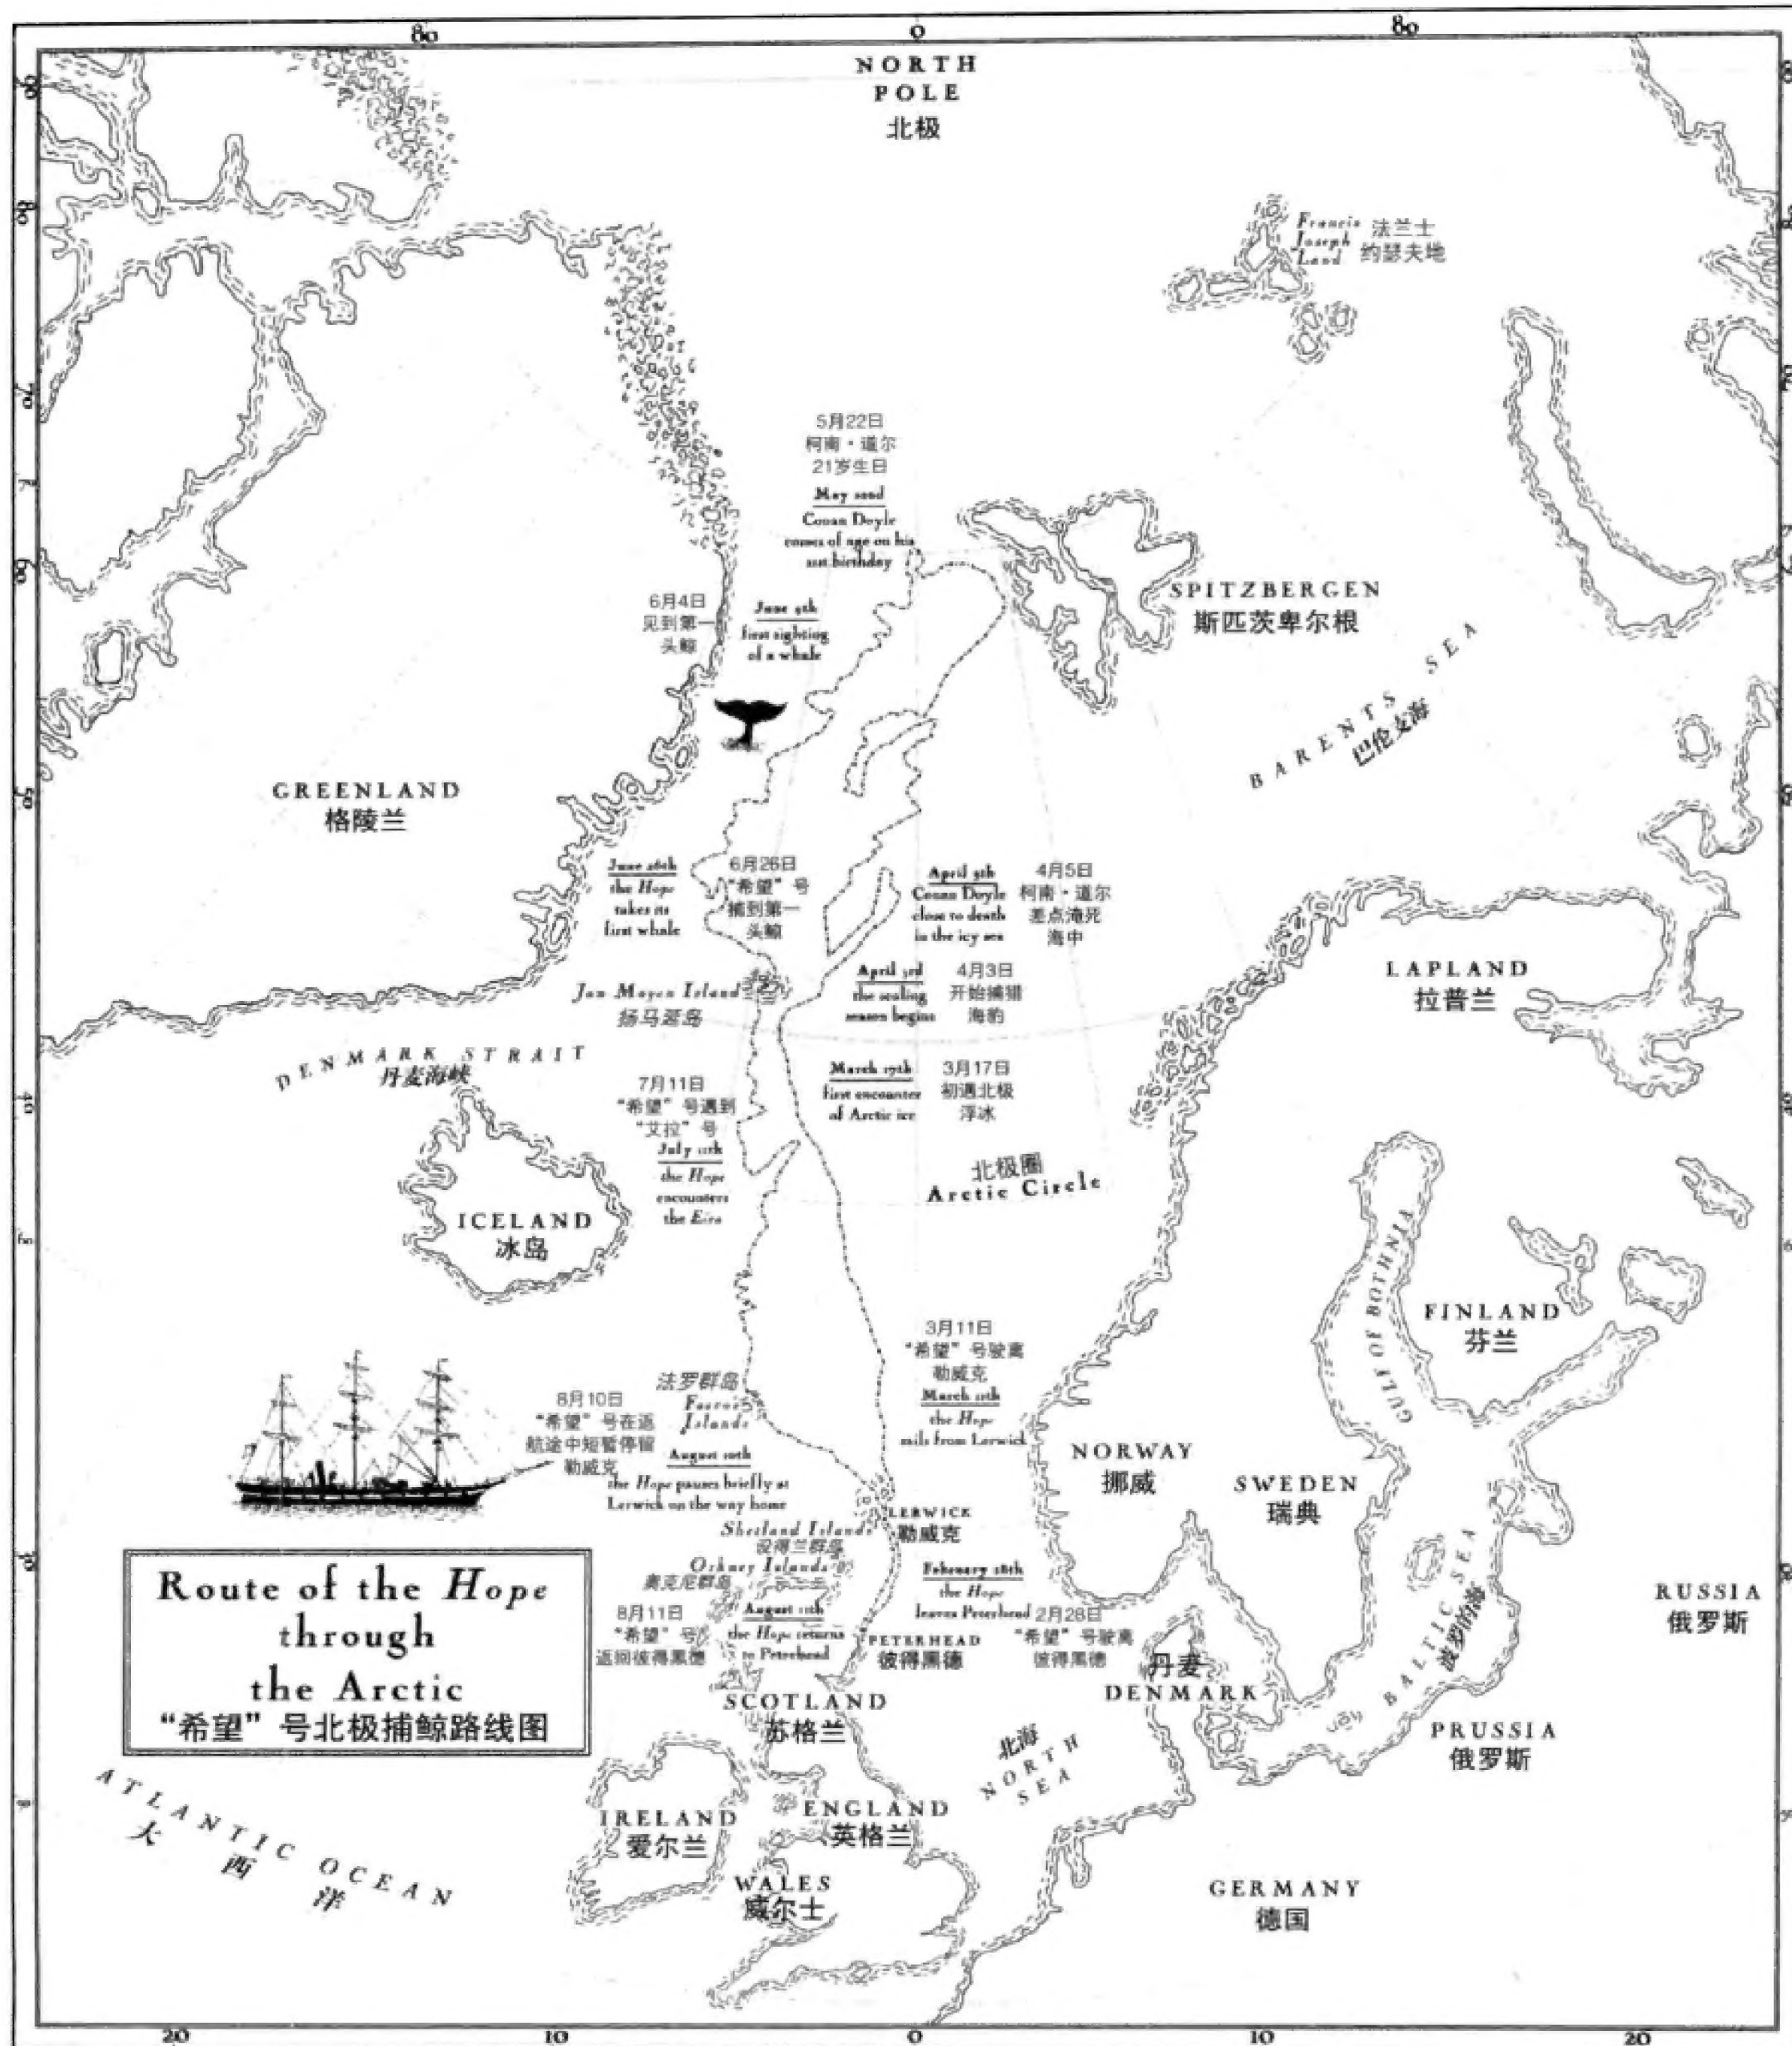 80
0
80
NORTH
POLE
北极
Francis
Joseph
Land
法兰士
约瑟夫地
5月22日
柯南·道尔
21岁生日
May 22nd
Conan Doyle
comes of age on his
21st birthday
SPITZBERGEN
斯匹茨卑尔根
6月4日
见到第一
头鲸
June 4th
first sighting
of a whale
BARENTS SEA
巴伦支海
GREENLAND
格陵兰
June 26th
the Hope
takes its
first whale
6月26日
“希望”号
捕到第一
头鲸
April 5th
Conan Doyle
close to death
in the icy sea
4月5日
柯南·道尔
差点淹死
海中
LAPLAND
拉普兰
Jan Mayen Island
扬马延岛
April 3rd
the sealing
season begins
4月3日
开始捕猎
海豹
DENMARK STRAIT
丹麦海峡
March 17th
first encounter
of Arctic ice
3月17日
初遇北极
浮冰
7月11日
“希望”号遇到
“艾拉”号
July 11th
the Hope
encounters
the Eira
北极圈
Arctic Circle
ICELAND
冰岛
GULF OF BOTHNIA
FINLAND
芬兰
3月11日
“希望”号驶离
勒威克
March 11th
the Hope
sails from Lerwick
法罗群岛
Faroe
Islands
8月10日
“希望”号在返
航途中短暂停留
勒威克
August 10th
the Hope pauses briefly at
Lerwick on the way home
NORWAY
挪威
SWEDEN
瑞典
LERWICK
勒威克
Shetland Islands
设得兰群岛
Orkney Islands
奥克尼群岛
February 28th
the Hope
leaves Peterhead
2月28日
“希望”号驶离
彼得黑德
8月11日
“希望”号
返回彼得黑德
August 11th
the Hope returns
to Peterhead
PETERHEAD
彼得黑德
RUSSIA
俄罗斯
BALTIC SEA
波罗的海
丹麦
DENMARK
Route of the Hope
through
the Arctic
“希望”号北极捕鲸路线图
SCOTLAND
苏格兰
北海
NORTH
SEA
PRUSSIA
俄罗斯
ATLANTIC OCEAN
大西洋
IRELAND
爱尔兰
ENGLAND
英格兰
WALES
威尔士
GERMANY
德国
20
10
0
10
20